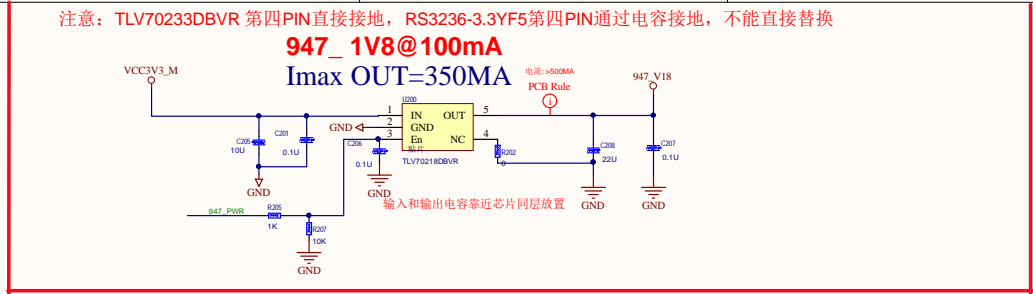 注意：TLV70233DBVR 第四PIN直接接地，RS3236-3.3YF5第四PIN通过电容接地，不能直接替换
947_ 1V8@100mA
Imax OUT=350MA
电流:>500MA
PCB Rule
i
VCC3V3_M
947_V18
U200
1 IN OUT 5
2 GND
3 En NC 4
贴片
TLV70218DBVR
GND
C205
10U
C201
0.1U
C206
0.1U
R202
0
C208
22U
C207
0.1U
GND
GND
GND
GND
输入和输出电容靠近芯片同层放置
947_PWR
R205
1K
R207
10K
GND